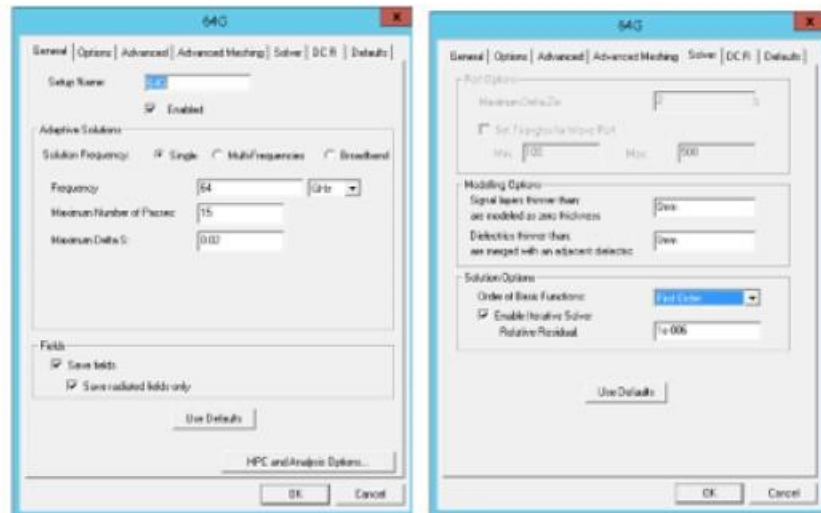 64G
General Options Advanced Advanced Meshing Solver DC R Defaults
Setup Name: 64G
Enabled
Adaptive Solutions
Solution Frequency: Single Multi-Frequencies Broadband
Frequency 64 GHz
Maximum Number of Passes: 15
Maximum Delta S: 0.02
Fields
Save fields
Save radiated fields only
Use Defaults
HPC and Analysis Options...
OK Cancel
64G
General Options Advanced Advanced Meshing Solver DC R Defaults
Port Options
Maximum Delta Zo: 2 %
Set Triangles for Wave Port
Min: 100 Max: 500
Modelling Options
Signal layers thinner than:
are modeled as zero thickness 0mm
Dielectrics thinner than:
are merged with an adjacent dielectric 0mm
Solution Options
Order of Basis Functions: First Order
Enable Iterative Solver
Relative Residual: 1e-006
Use Defaults
OK Cancel